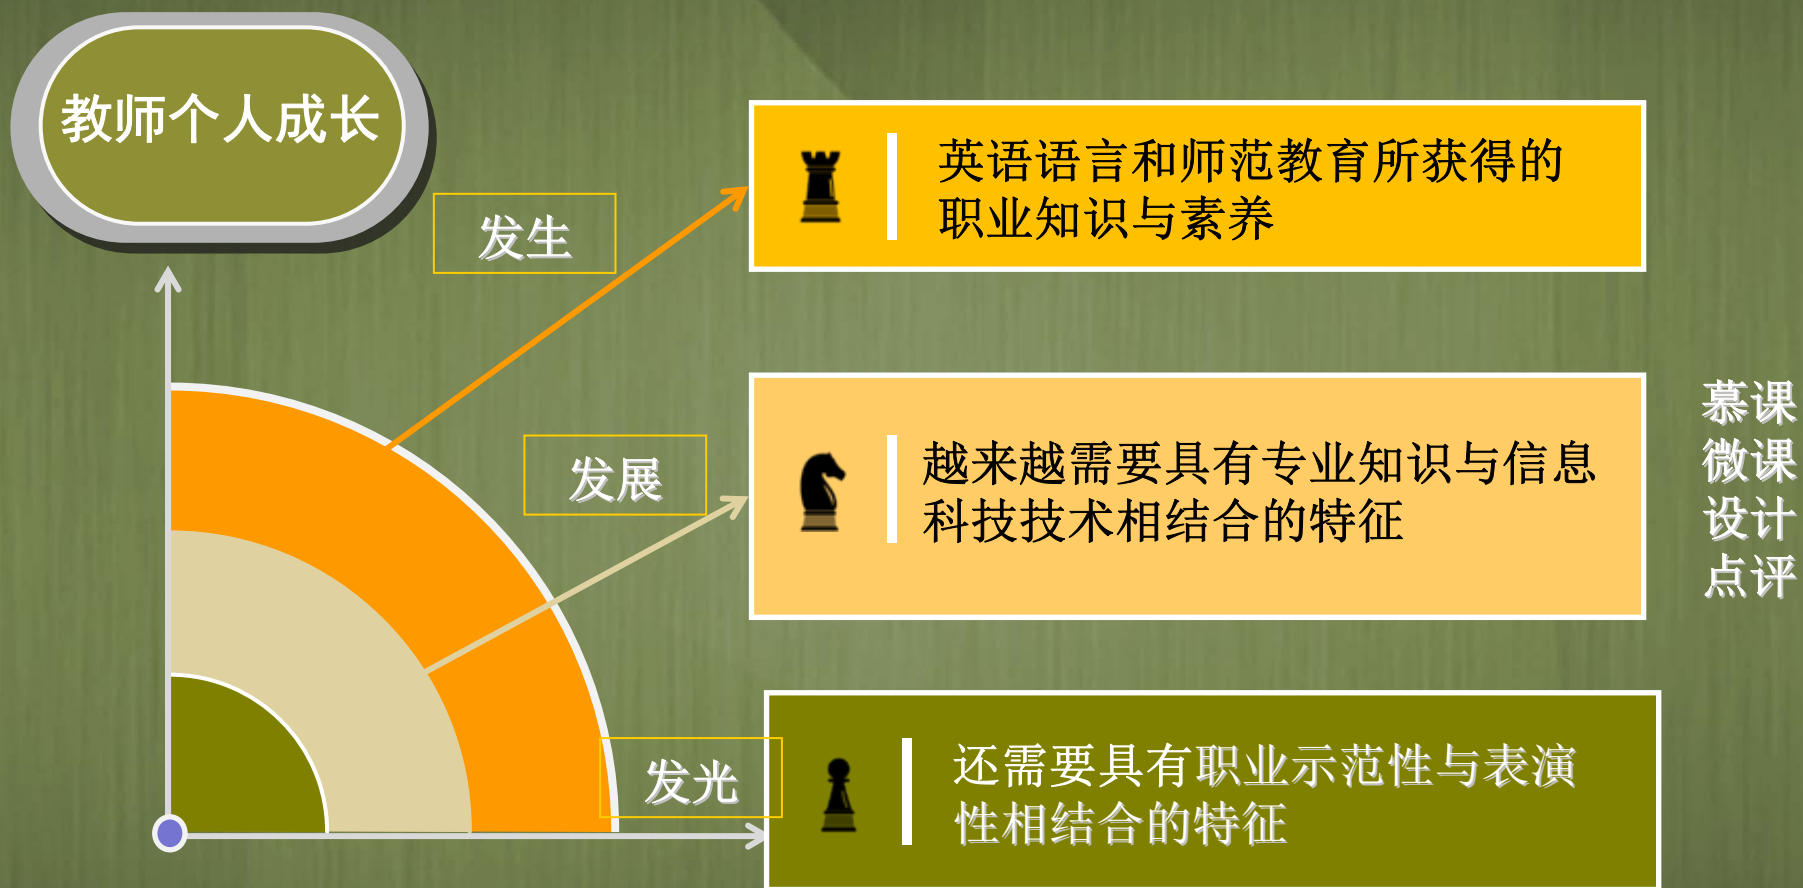 教师个人成长
发生
英语语言和师范教育所获得的
职业知识与素养
发展
越来越需要具有专业知识与信息
科技技术相结合的特征
慕课
微课
设计
点评
发光
还需要具有职业示范性与表演
性相结合的特征